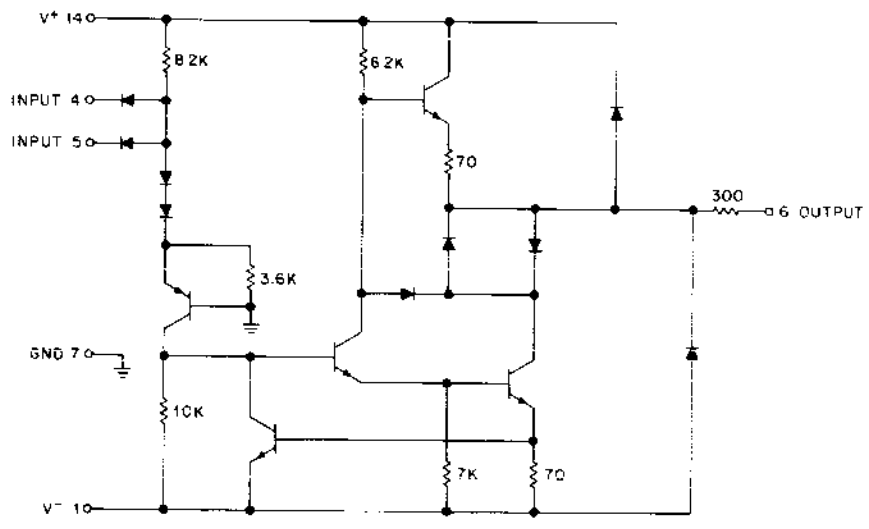 V+ 14
8.2K
6.2K
INPUT 4
INPUT 5
70
300
6 OUTPUT
3.6K
GND 7
10K
7K
70
V- 1